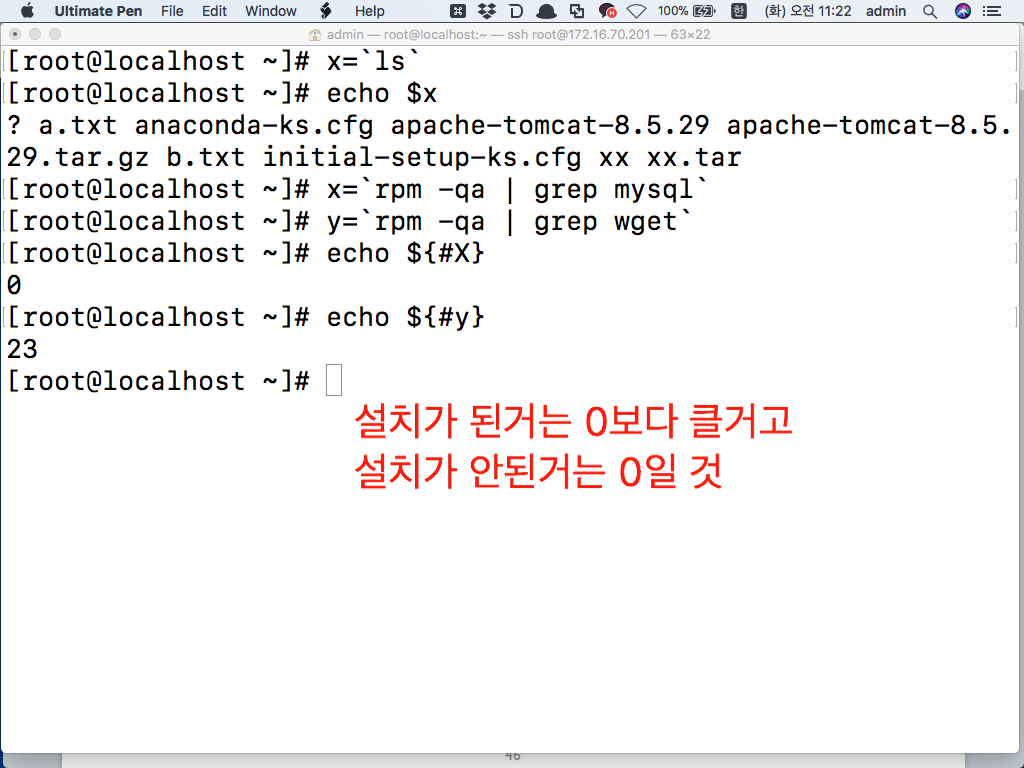 Ultimate Pen File Edit Window Help 100% 한 (화) 오전 11:22 admin
admin — root@localhost:~ — ssh root@172.16.70.201 — 63×22
[root@localhost ~]# x=`ls`
[root@localhost ~]# echo $x
? a.txt anaconda-ks.cfg apache-tomcat-8.5.29 apache-tomcat-8.5.
29.tar.gz b.txt initial-setup-ks.cfg xx xx.tar
[root@localhost ~]# x=`rpm -qa | grep mysql`
[root@localhost ~]# y=`rpm -qa | grep wget`
[root@localhost ~]# echo ${#X}
0
[root@localhost ~]# echo ${#y}
23
[root@localhost ~]#
설치가 된거는 0보다 클거고
설치가 안된거는 0일 것
46